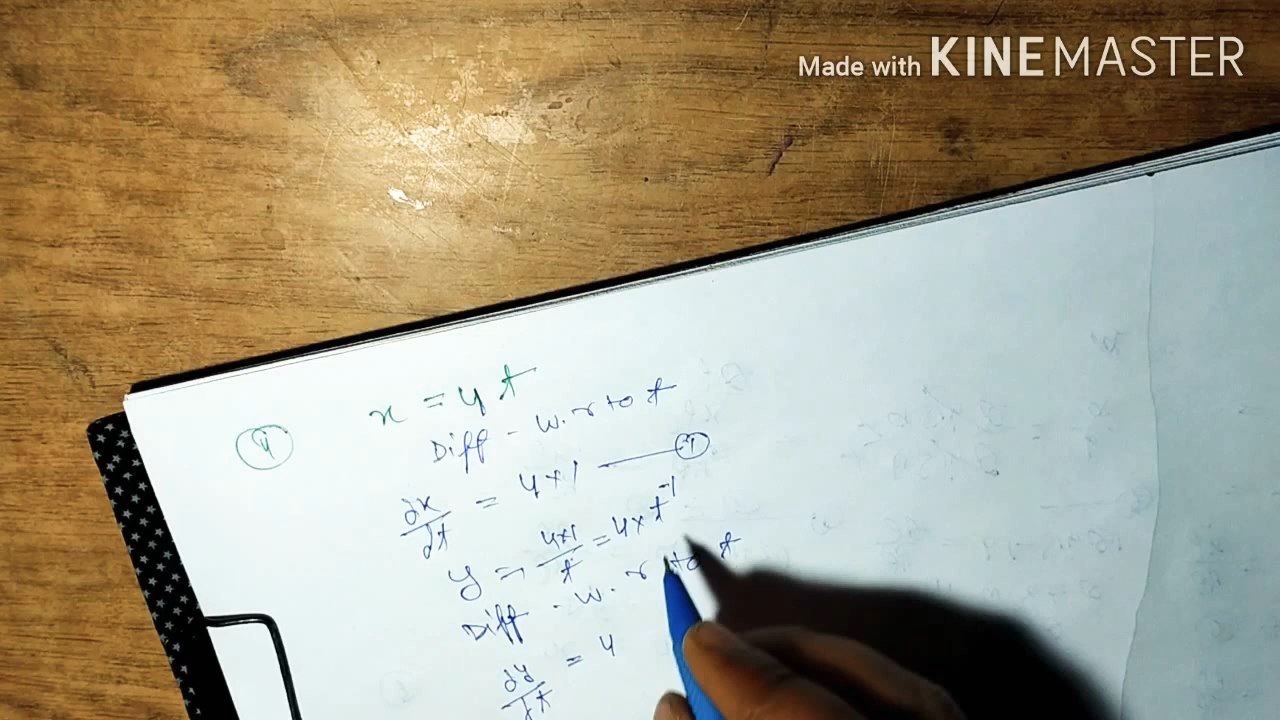 Made with KINEMASTER
4 x = 4t
Diff - w.r to t
dx/dt = 4×1 —— 1
y = 4×1/t = 4× t⁻¹
Diff - w.r to t
dy/dt = 4